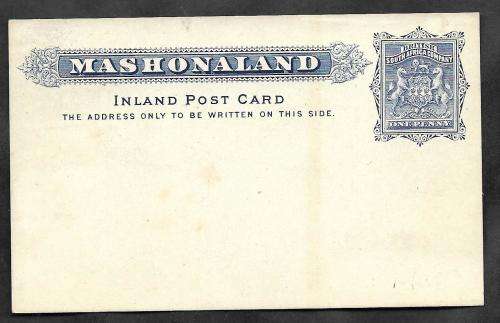 MASHONALAND
INLAND POST CARD
THE ADDRESS ONLY TO BE WRITTEN ON THIS SIDE.
BRITISH
SOUTH AFRICA COMPANY
ONE PENNY